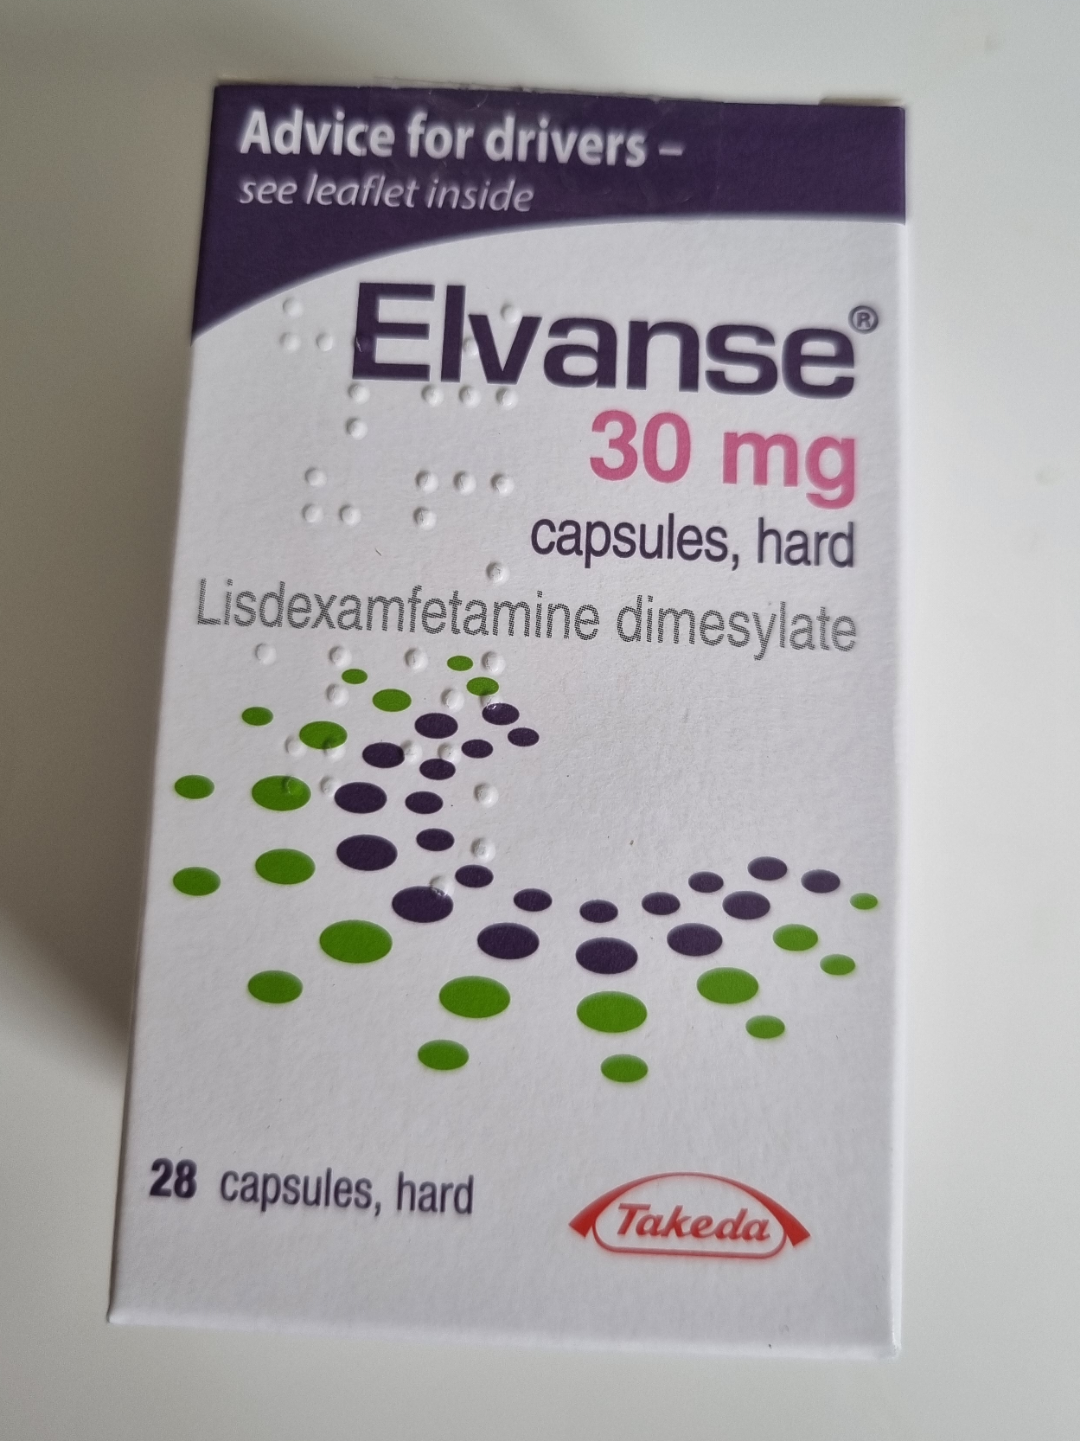 Advice for drivers –
see leaflet inside
Elvanse®
30 mg
capsules, hard
Lisdexamfetamine dimesylate
28 capsules, hard
Takeda